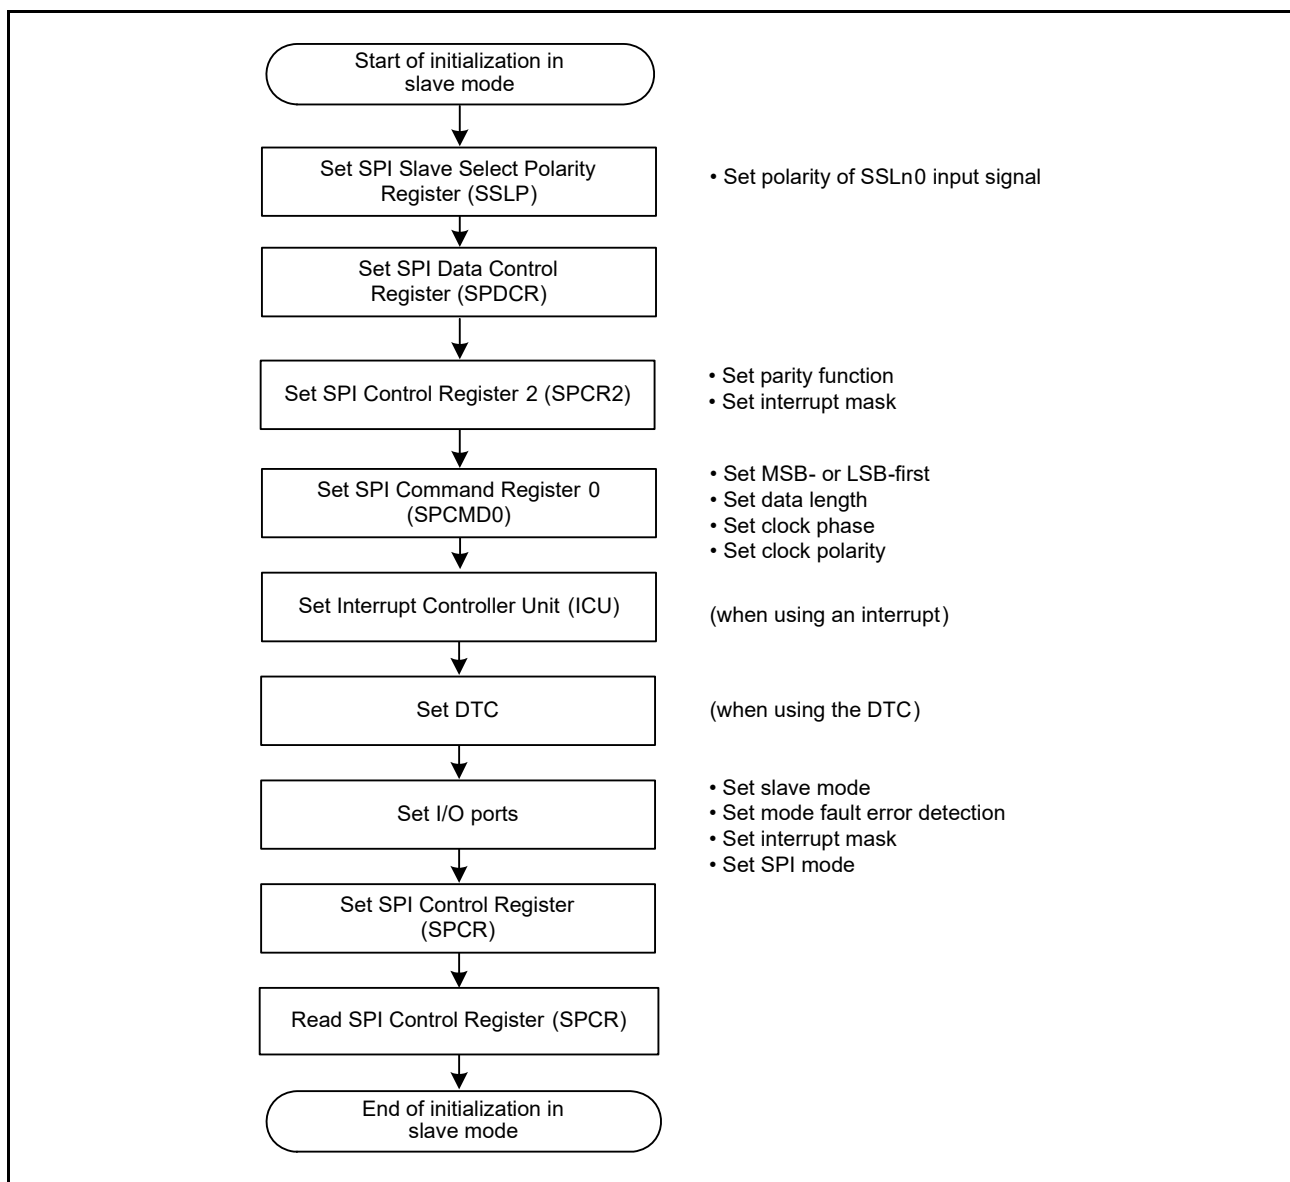 Start of initialization in
slave mode
Set SPI Slave Select Polarity
Register (SSLP)
• Set polarity of SSLn0 input signal
Set SPI Data Control
Register (SPDCR)
Set SPI Control Register 2 (SPCR2)
• Set parity function
• Set interrupt mask
Set SPI Command Register 0
(SPCMD0)
• Set MSB- or LSB-first
• Set data length
• Set clock phase
• Set clock polarity
Set Interrupt Controller Unit (ICU)
(when using an interrupt)
Set DTC
(when using the DTC)
Set I/O ports
• Set slave mode
• Set mode fault error detection
• Set interrupt mask
• Set SPI mode
Set SPI Control Register
(SPCR)
Read SPI Control Register (SPCR)
End of initialization in
slave mode